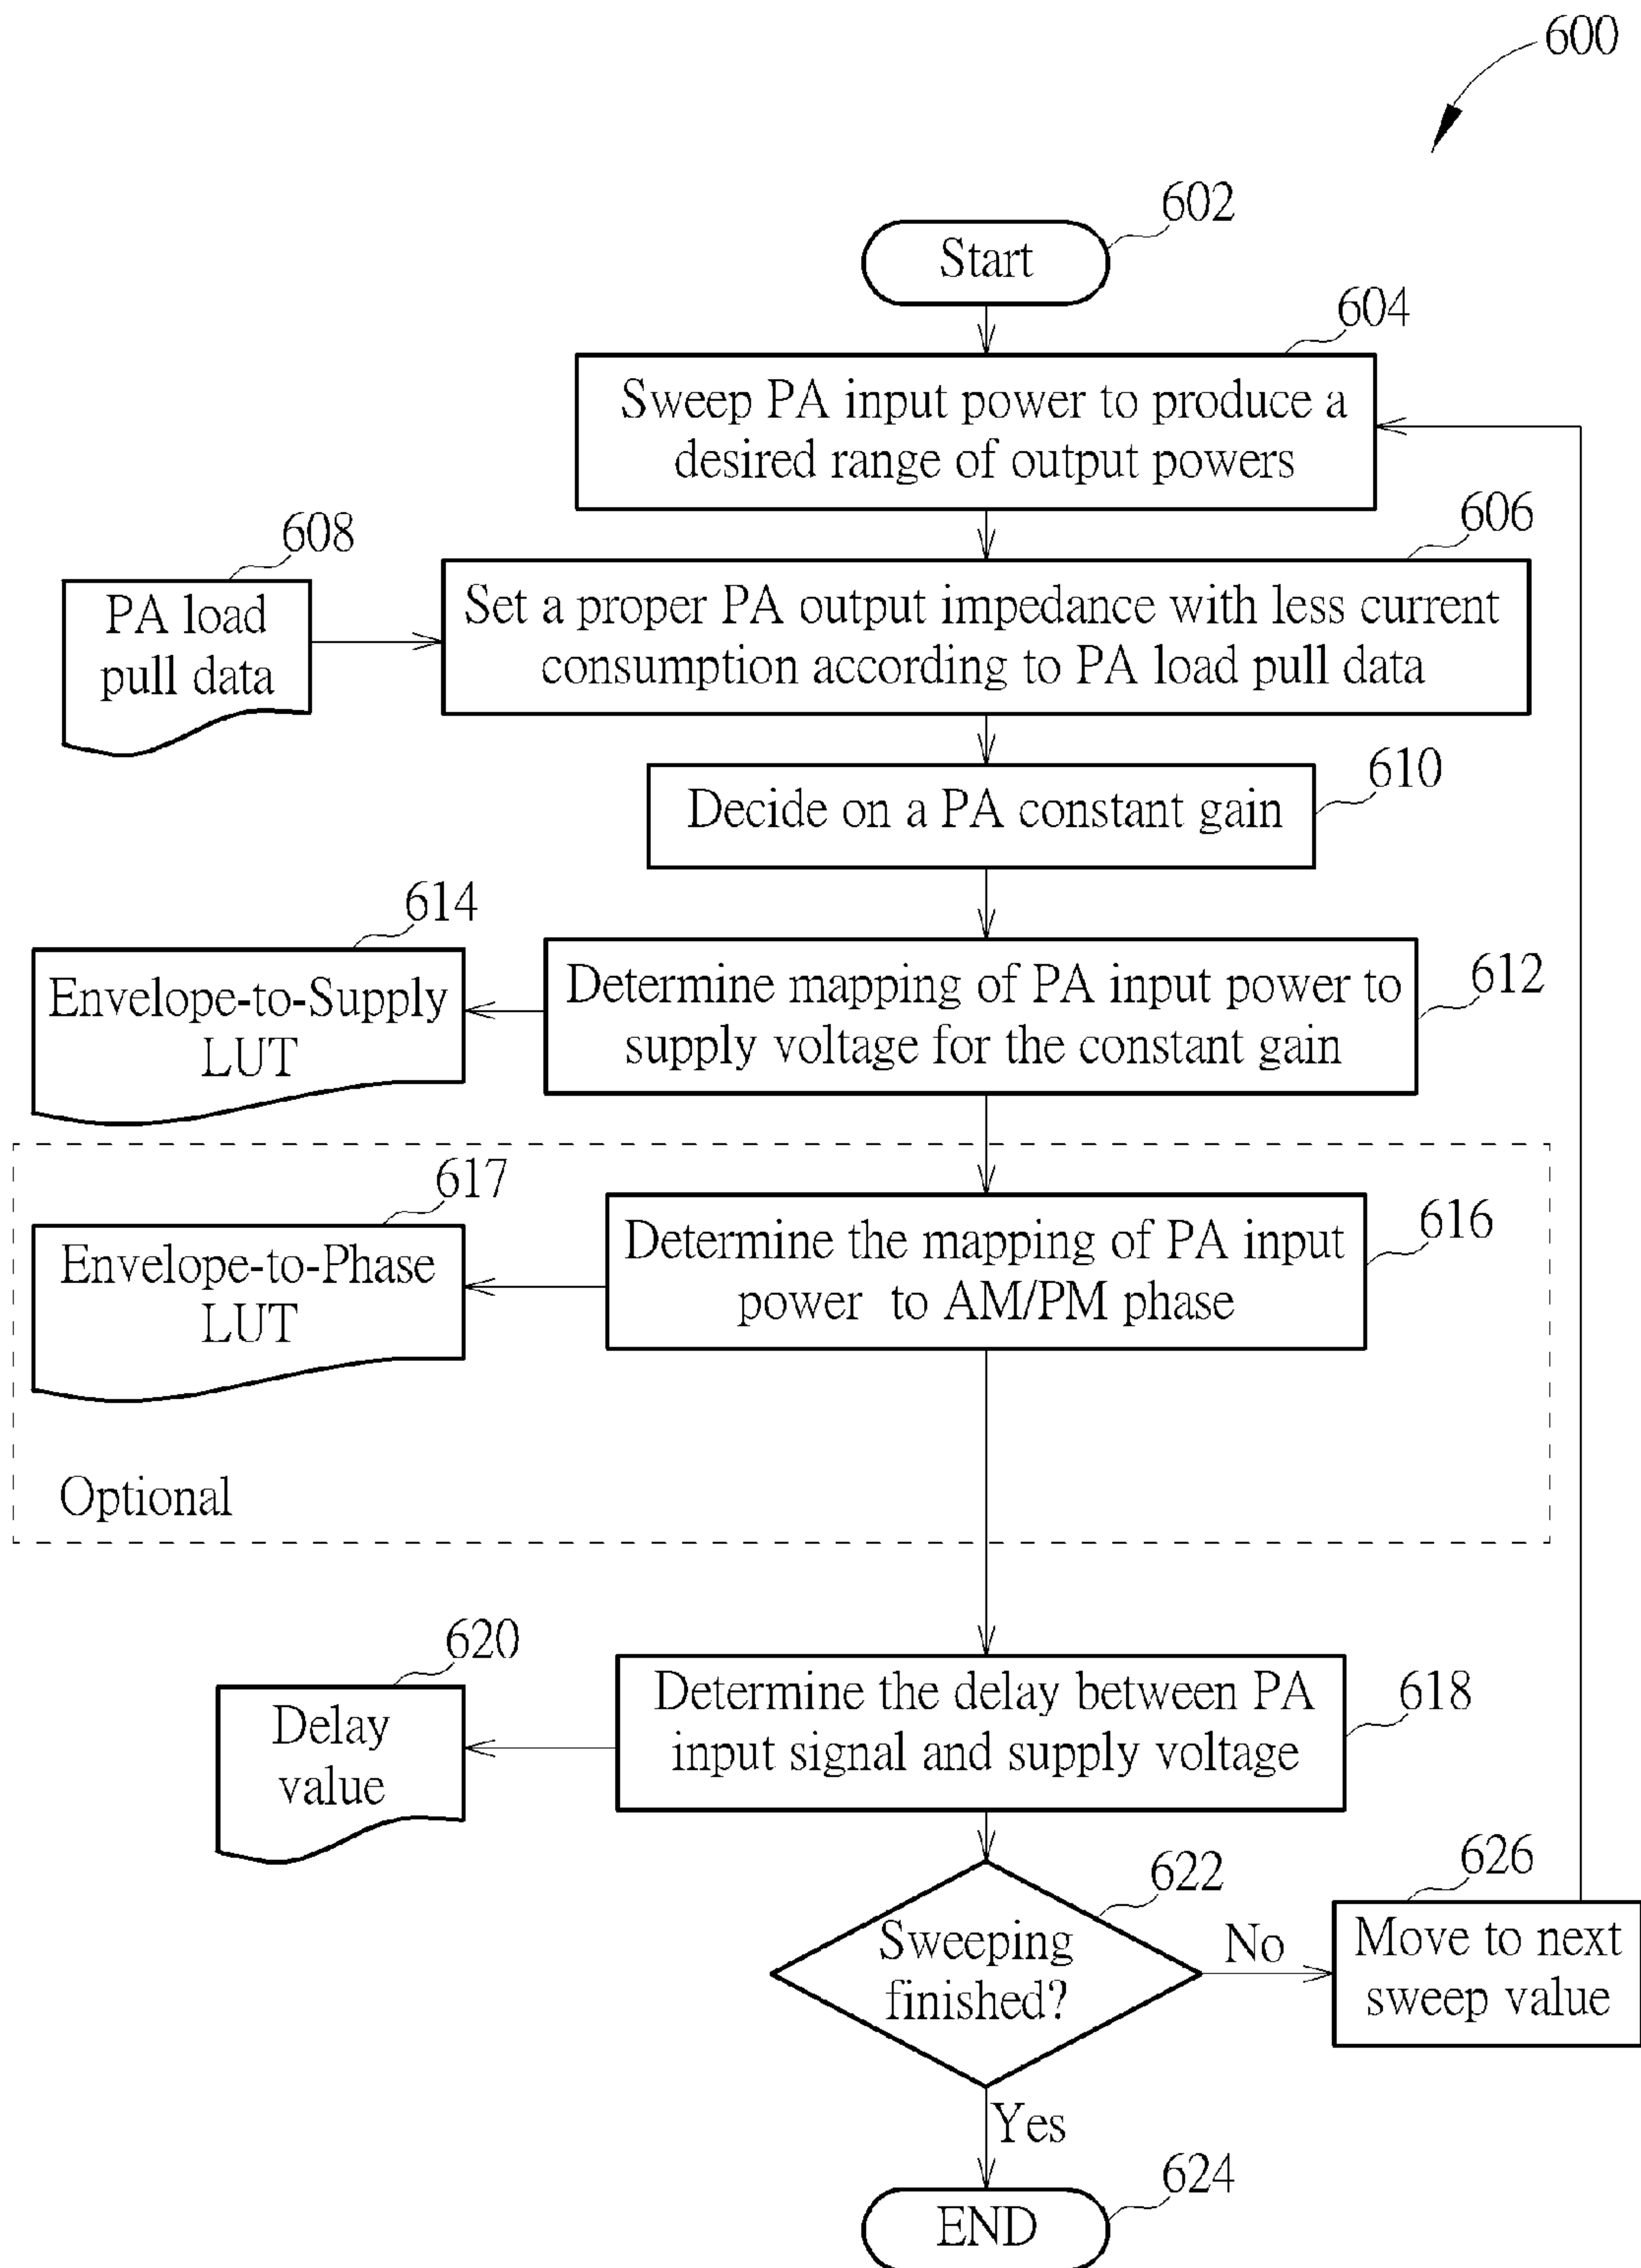 600
602
Start
604
Sweep PA input power to produce a
desired range of output powers
606
608
PA load
pull data
Set a proper PA output impedance with less current
consumption according to PA load pull data
610
Decide on a PA constant gain
614
Envelope-to-Supply
LUT
612
Determine mapping of PA input power to
supply voltage for the constant gain
617
Envelope-to-Phase
LUT
616
Determine the mapping of PA input
power to AM/PM phase
Optional
620
Delay
value
618
Determine the delay between PA
input signal and supply voltage
622
Sweeping
finished?
No
626
Move to next
sweep value
Yes
624
END